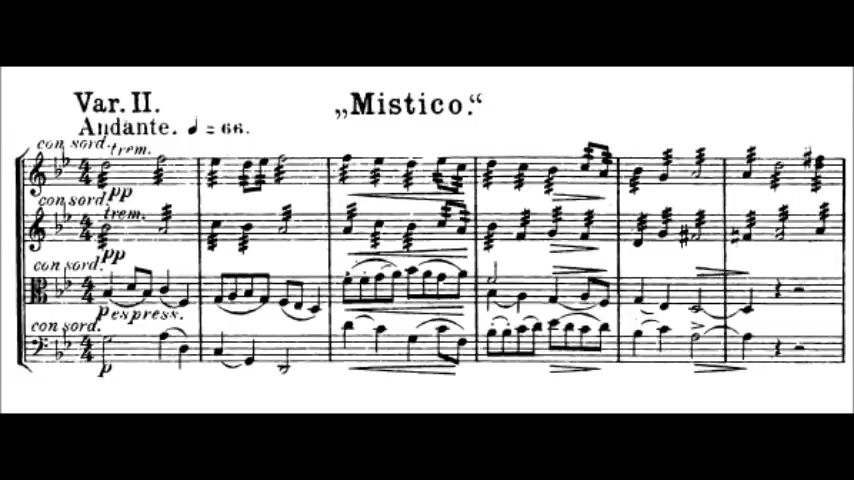 Var. II.
„Mistico.“
Andante. ♩ = 66.
con sord.
trem.
pp
con sord.
trem.
pp
con sord.
p espress.
con sord.
p